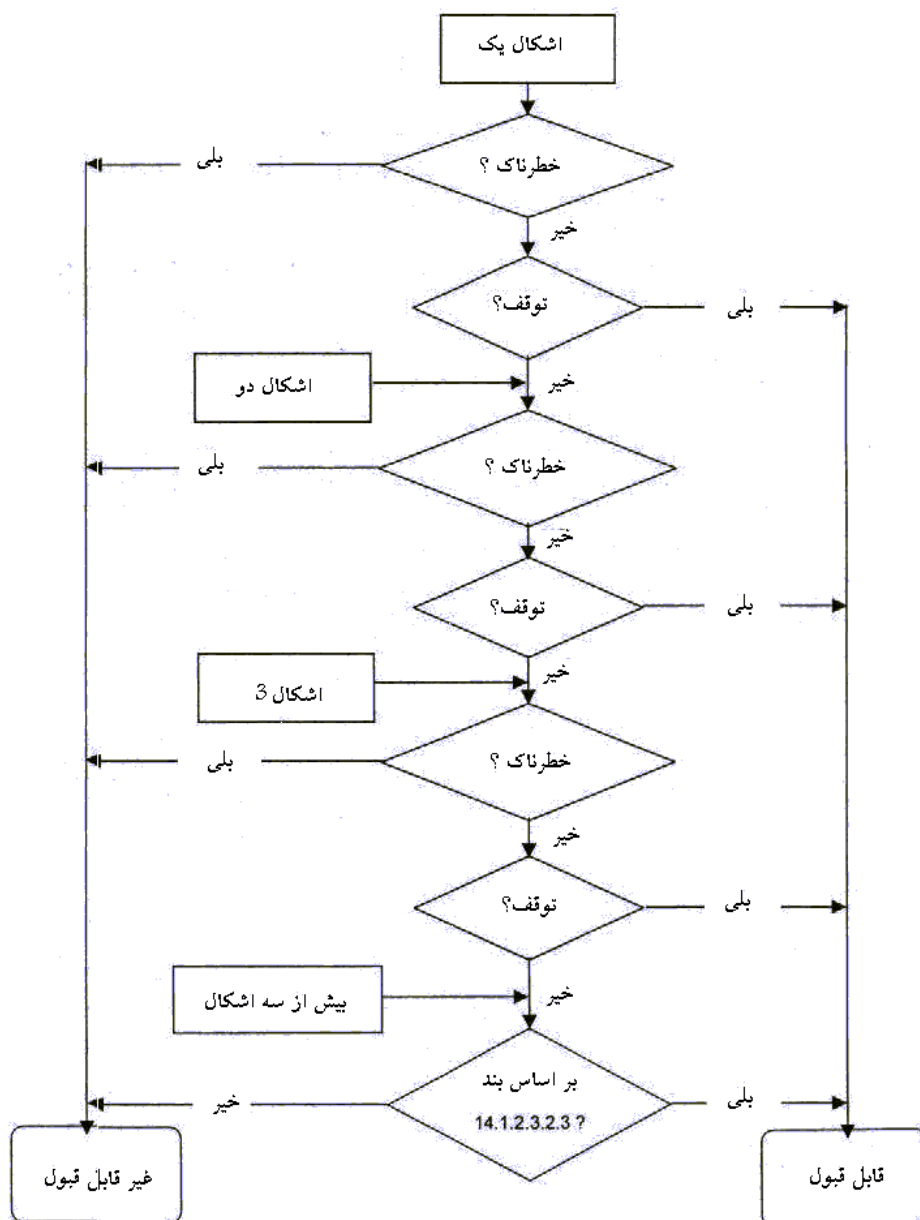 اشکال یک
خطرناک ؟
بلی
خیر
توقف؟
بلی
خیر
اشکال دو
خطرناک ؟
بلی
خیر
توقف؟
بلی
خیر
اشکال 3
خطرناک ؟
بلی
خیر
توقف؟
بلی
خیر
بیش از سه اشکال
بر اساس بند
14.1.2.3.2.3 ?
خیر
بلی
غیر قابل قبول
قابل قبول